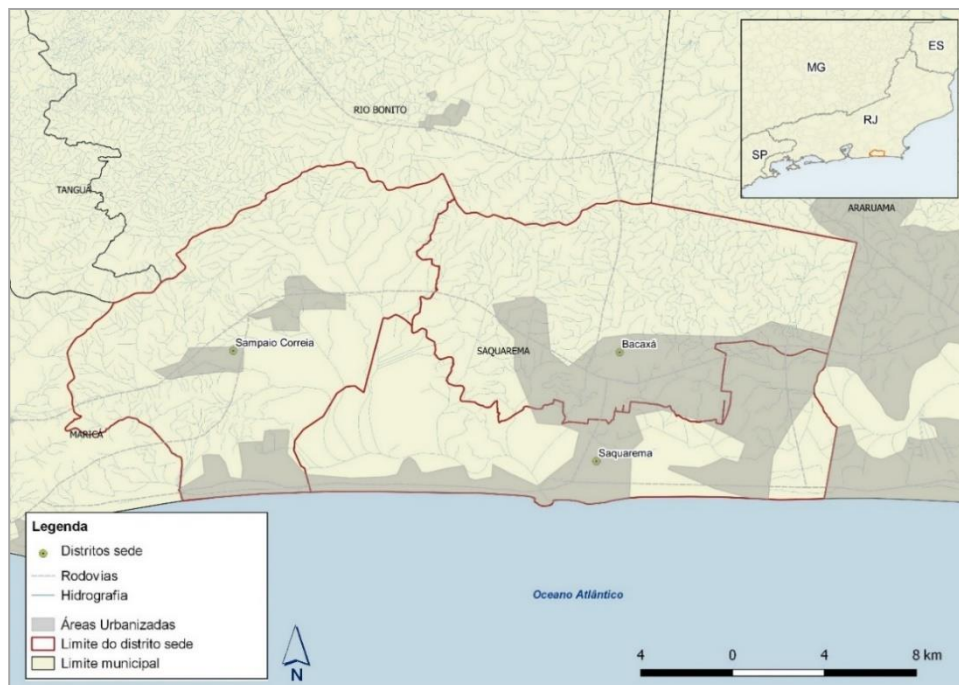 MG
ES
RJ
SP
RIO BONITO
TANGUÁ
ARARUAMA
Sampaio Correia
SAQUAREMA
Bacaxá
MARICÁ
Saquarema
Legenda
Distritos sede
Rodovias
Hidrografia
Áreas Urbanizadas
Limite do distrito sede
Limite municipal
Oceano Atlântico
N
4 0 4 8 km